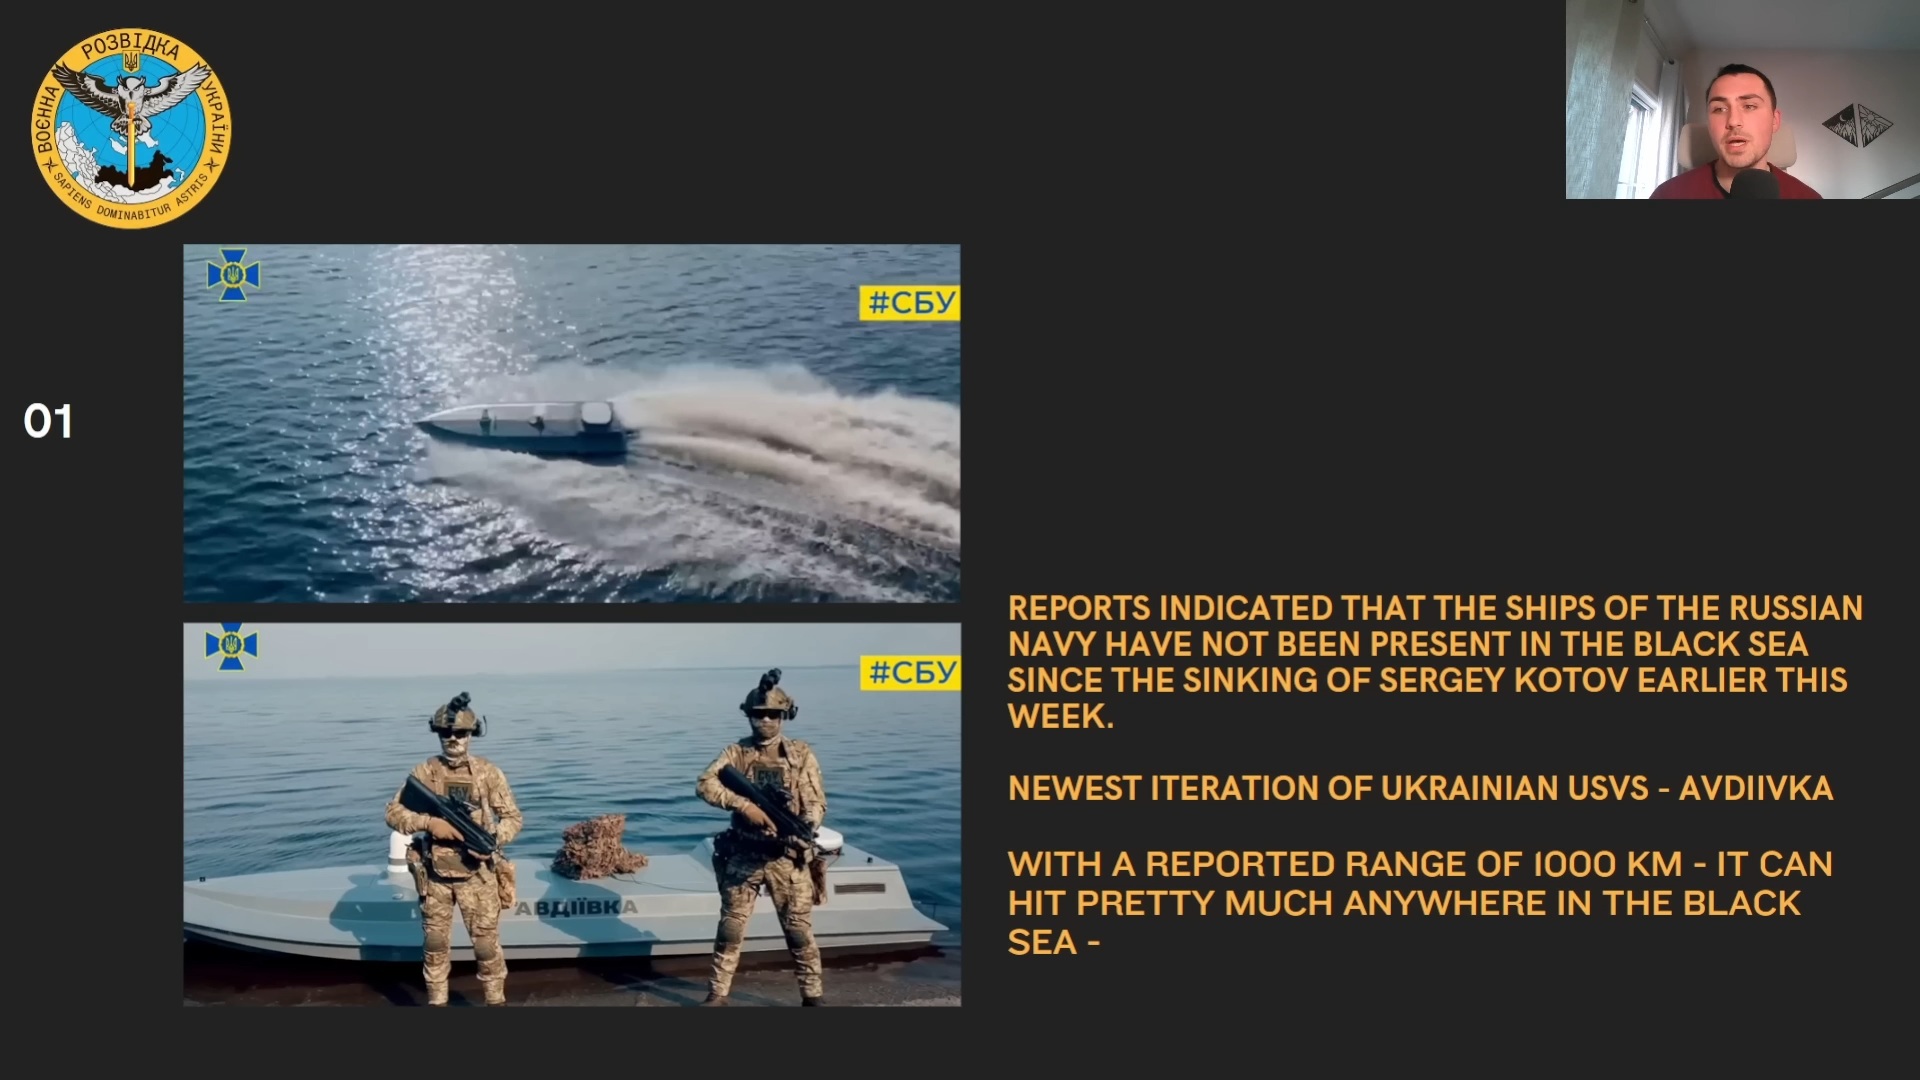 ВОЄННА РОЗВІДКА УКРАЇНИ
SAPIENS DOMINABITUR ASTRIS
01
#СБУ
#СБУ
СБУ
АВДІЇВКА
REPORTS INDICATED THAT THE SHIPS OF THE RUSSIAN
NAVY HAVE NOT BEEN PRESENT IN THE BLACK SEA
SINCE THE SINKING OF SERGEY KOTOV EARLIER THIS
WEEK.
NEWEST ITERATION OF UKRAINIAN USVS - AVDIIVKA
WITH A REPORTED RANGE OF 1000 KM - IT CAN
HIT PRETTY MUCH ANYWHERE IN THE BLACK
SEA -